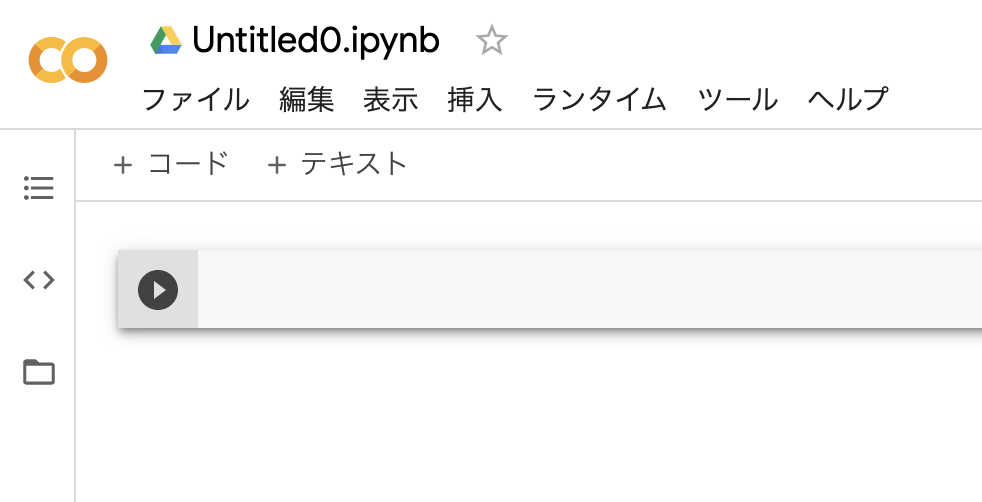 Untitled0.ipynb
ファイル 編集 表示 挿入 ランタイム ツール ヘルプ
+ コード + テキスト